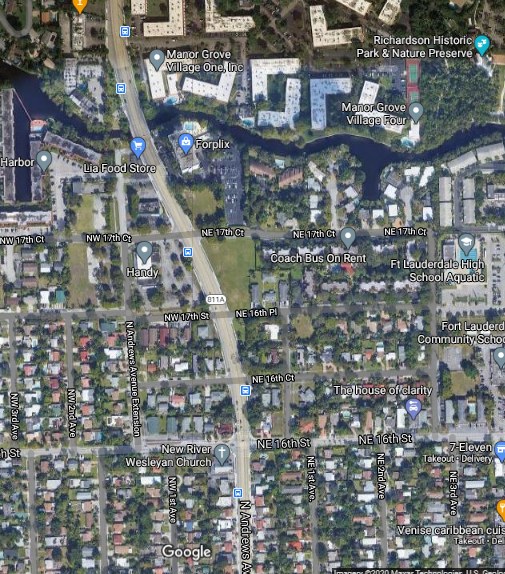 Richardson Historic
Park & Nature Preserve
Manor Grove
Village One, Inc
Manor Grove
Village Four
Harbor
Lia Food Store
Forplix
NW 17th Ct
NW 17th Ct
NE 17th Ct
NE 17th Ct
NE 17th Ct
Handy
Coach Bus On Rent
Ft Lauderdale High
School Aquatic
811A
NW 17th St
NE 16th Pl
Fort Lauderd
Community Schoo
N Andrews Avenue Extension
NE 16th Ct
The house of clarity
NW 3rd Ave
NW 2nd Ave
h St
New River
Wesleyan Church
NE 16th St
NE 16th St
7-Eleven
Takeout • Delivery
NW 1st Ave
NE 1st Ave
NE 2nd Ave
NE 3rd Ave
N Andrews Av
Venise caribbean cuis
Takeout • Del
Google
Imagery ©2020 Maxar Technologies, U.S. Geolo